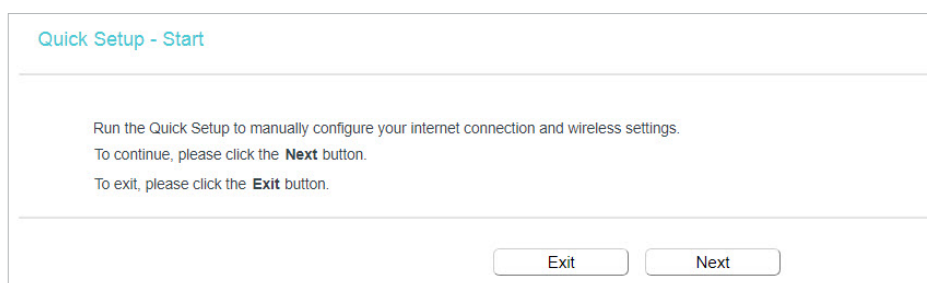 Quick Setup - Start
Run the Quick Setup to manually configure your internet connection and wireless settings.
To continue, please click the Next button.
To exit, please click the Exit button.
Exit Next